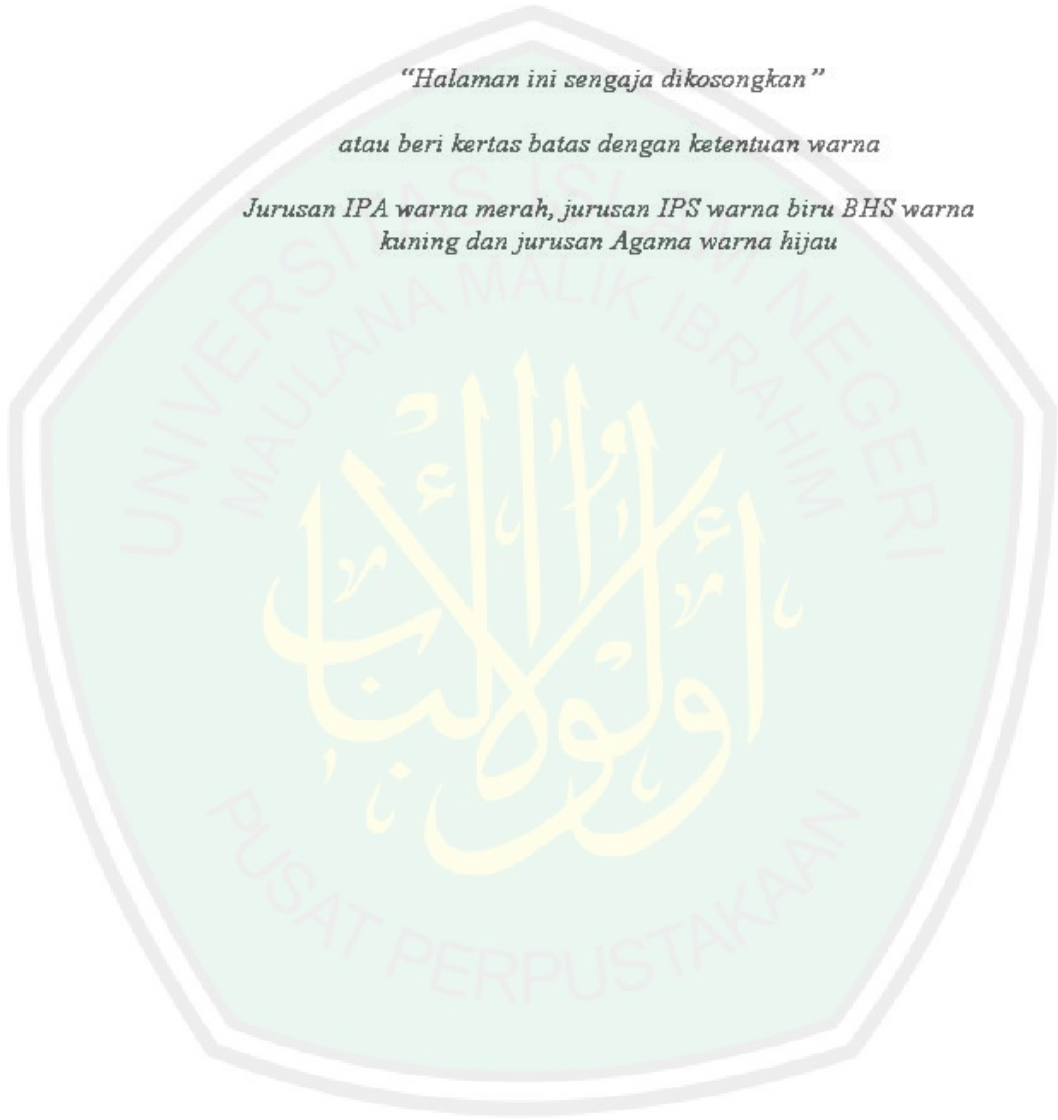 “Halaman ini sengaja dikosongkan”
atau beri kertas batas dengan ketentuan warna
Jurusan IPA warna merah, jurusan IPS warna biru BHS warna
kuning dan jurusan Agama warna hijau
UNIVERSITAS ISLAM NEGERI
MAULANA MALIK IBRAHIM
أولوا الألباب
PUSAT PERPUSTAKAAN